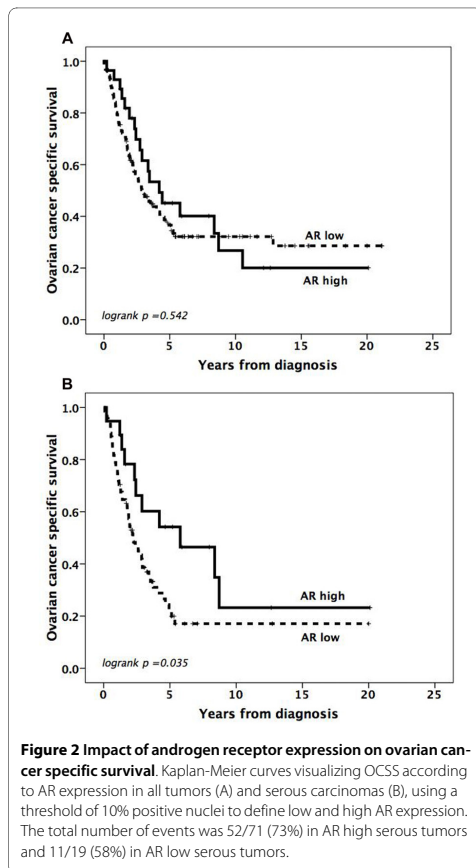 A
Ovarian cancer specific survival
1.0
0.8
0.6
0.4
0.2
0.0
AR low
AR high
logrank p =0.542
0 5 10 15 20 25
Years from diagnosis
B
Ovarian cancer specific survival
1.0
0.8
0.6
0.4
0.2
0.0
AR high
AR low
logrank p =0.035
0 5 10 15 20 25
Years from diagnosis
Figure 2 Impact of androgen receptor expression on ovarian can-
cer specific survival. Kaplan-Meier curves visualizing OCSS according
to AR expression in all tumors (A) and serous carcinomas (B), using a
threshold of 10% positive nuclei to define low and high AR expression.
The total number of events was 52/71 (73%) in AR high serous tumors
and 11/19 (58%) in AR low serous tumors.